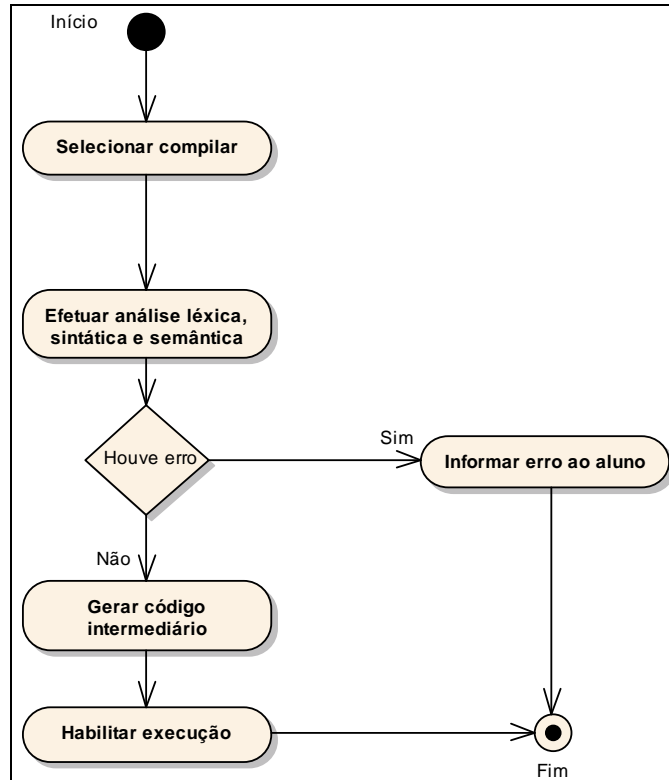 Início
Selecionar compilar
Efetuar análise léxica,
sintática e semântica
Houve erro
Sim
Informar erro ao aluno
Não
Gerar código
intermediário
Habilitar execução
Fim